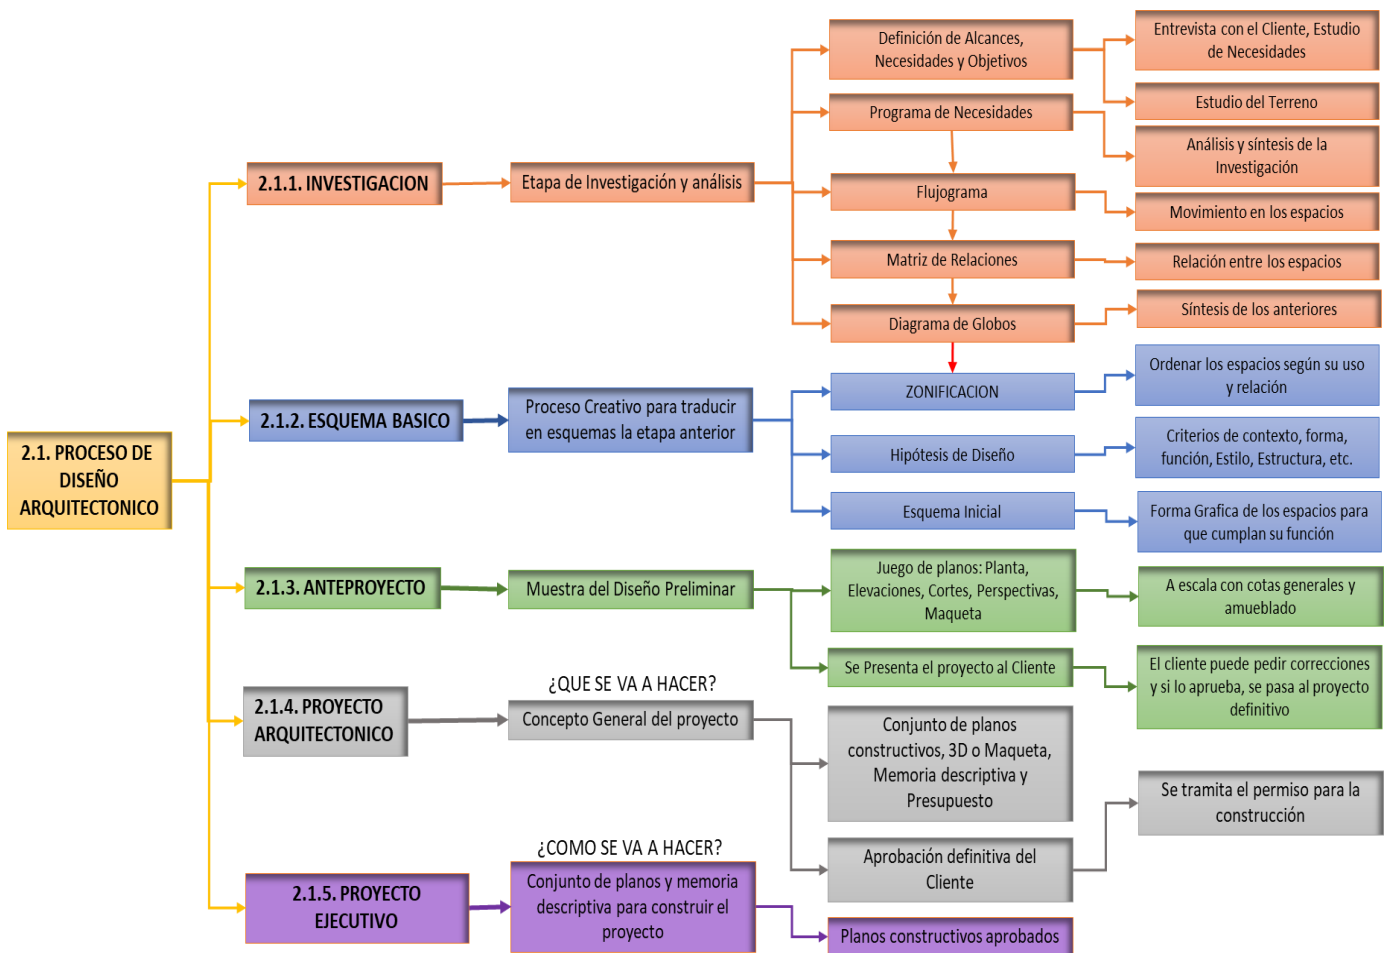 2.1. PROCESO DE
DISEÑO
ARQUITECTONICO
2.1.1. INVESTIGACION
Etapa de Investigación y análisis
Definición de Alcances,
Necesidades y Objetivos
Entrevista con el Cliente, Estudio
de Necesidades
Estudio del Terreno
Programa de Necesidades
Análisis y síntesis de la
Investigación
Flujograma
Movimiento en los espacios
Matriz de Relaciones
Relación entre los espacios
Diagrama de Globos
Síntesis de los anteriores
2.1.2. ESQUEMA BASICO
Proceso Creativo para traducir
en esquemas la etapa anterior
ZONIFICACION
Ordenar los espacios según su uso
y relación
Hipótesis de Diseño
Criterios de contexto, forma,
función, Estilo, Estructura, etc.
Esquema Inicial
Forma Grafica de los espacios para
que cumplan su función
2.1.3. ANTEPROYECTO
Muestra del Diseño Preliminar
Juego de planos: Planta,
Elevaciones, Cortes, Perspectivas,
Maqueta
A escala con cotas generales y
amueblado
Se Presenta el proyecto al Cliente
El cliente puede pedir correcciones
y si lo aprueba, se pasa al proyecto
definitivo
2.1.4. PROYECTO
ARQUITECTONICO
¿QUE SE VA A HACER?
Concepto General del proyecto
Conjunto de planos
constructivos, 3D o Maqueta,
Memoria descriptiva y
Presupuesto
Aprobación definitiva del
Cliente
Se tramita el permiso para la
construcción
2.1.5. PROYECTO
EJECUTIVO
¿COMO SE VA A HACER?
Conjunto de planos y memoria
descriptiva para construir el
proyecto
Planos constructivos aprobados